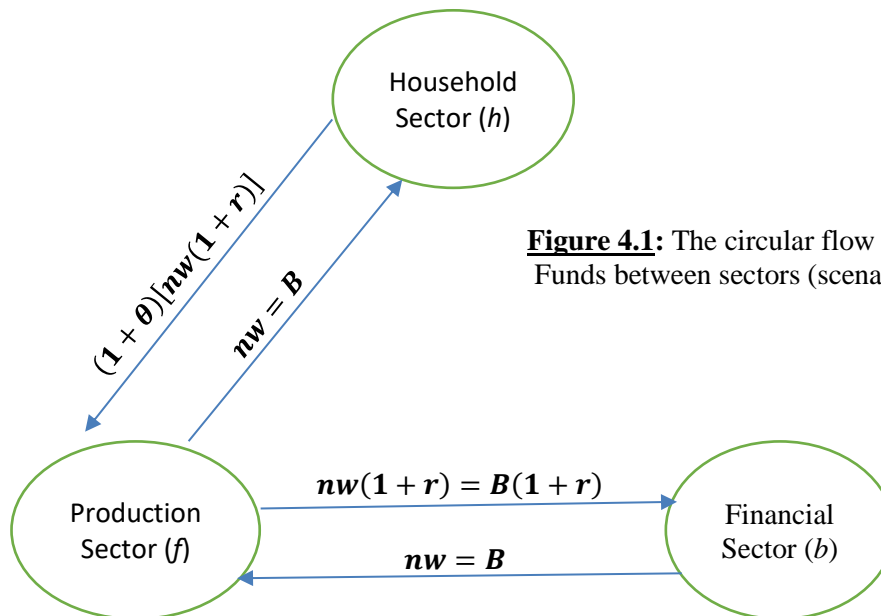 Household
Sector (h)
(1 + θ)[nw(1 + r)]
nw = B
Figure 4.1: The circular flow
Funds between sectors (scena
Production
Sector (f)
nw(1 + r) = B(1 + r)
nw = B
Financial
Sector (b)